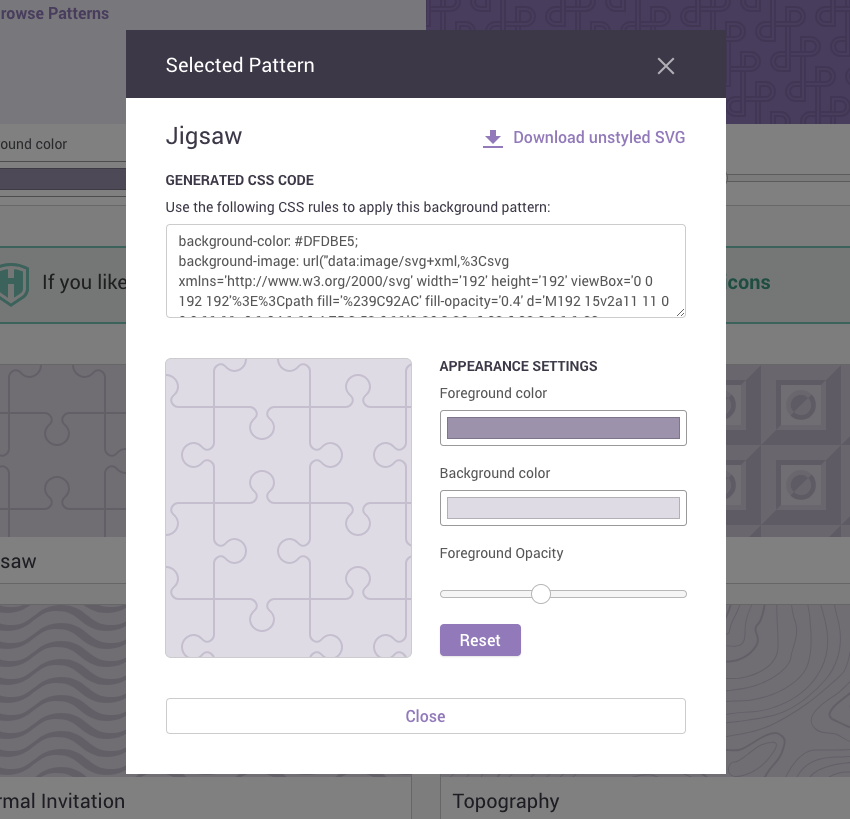 rowse Patterns
Selected Pattern
ound color
Jigsaw
Download unstyled SVG
GENERATED CSS CODE
Use the following CSS rules to apply this background pattern:
background-color: #DFDBE5;
background-image: url("data:image/svg+xml,%3Csvg
xmlns='http://www.w3.org/2000/svg' width='192' height='192' viewBox='0 0
192 192'%3E%3Cpath fill='%239C92AC' fill-opacity='0.4' d='M192 15v2a11 11 0
If you like
cons
APPEARANCE SETTINGS
Foreground color
Background color
Foreground Opacity
saw
Reset
Close
rmal Invitation
Topography